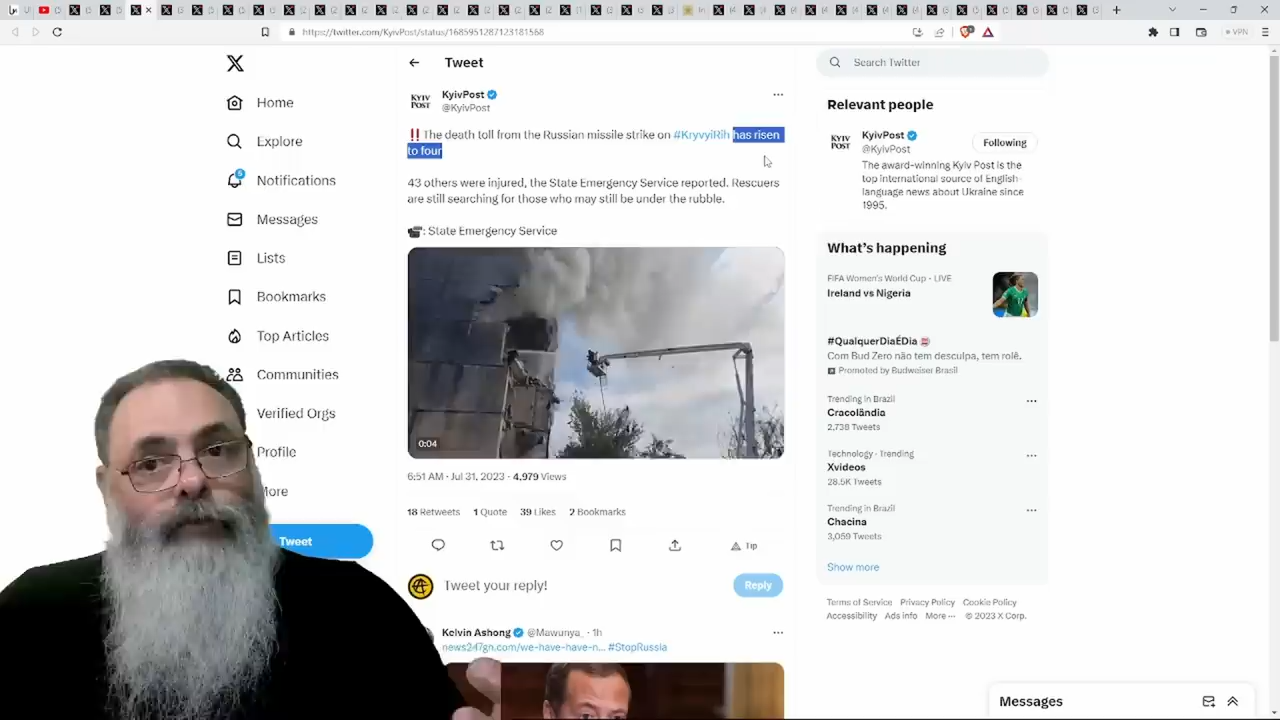 https://twitter.com/KyivPost/status/1685951287123181568
VPN
Home
Explore
6
Notifications
Messages
Lists
Bookmarks
Top Articles
Communities
Verified Orgs
Profile
More
Tweet
Tweet
KYIV
POST
KyivPost
@KyivPost
‼️The death toll from the Russian missile strike on #KryvyiRih has risen
to four
43 others were injured, the State Emergency Service reported. Rescuers
are still searching for those who may still be under the rubble.
: State Emergency Service
0:04
6:51 AM · Jul 31, 2023 · 4,979 Views
18 Retweets 1 Quote 39 Likes 2 Bookmarks
Tip
Tweet your reply!
Reply
Kelvin Ashong @Mawunya_ · 1h
news247gn.com/we-have-have-n... #StopRussia
Search Twitter
Relevant people
KYIV
POST
KyivPost
@KyivPost
Following
The award-winning Kyiv Post is the
top international source of English-
language news about Ukraine since
1995.
What's happening
FIFA Women's World Cup · LIVE
Ireland vs Nigeria
#QualquerDiaÉDia
Com Bud Zero não tem desculpa, tem rolê.
Promoted by Budweiser Brasil
Trending in Brazil
Cracolândia
2,738 Tweets
Technology · Trending
Xvideos
28.5K Tweets
Trending in Brazil
Chacina
3,059 Tweets
Show more
Terms of Service Privacy Policy Cookie Policy
Accessibility Ads info More ··· © 2023 X Corp.
Messages